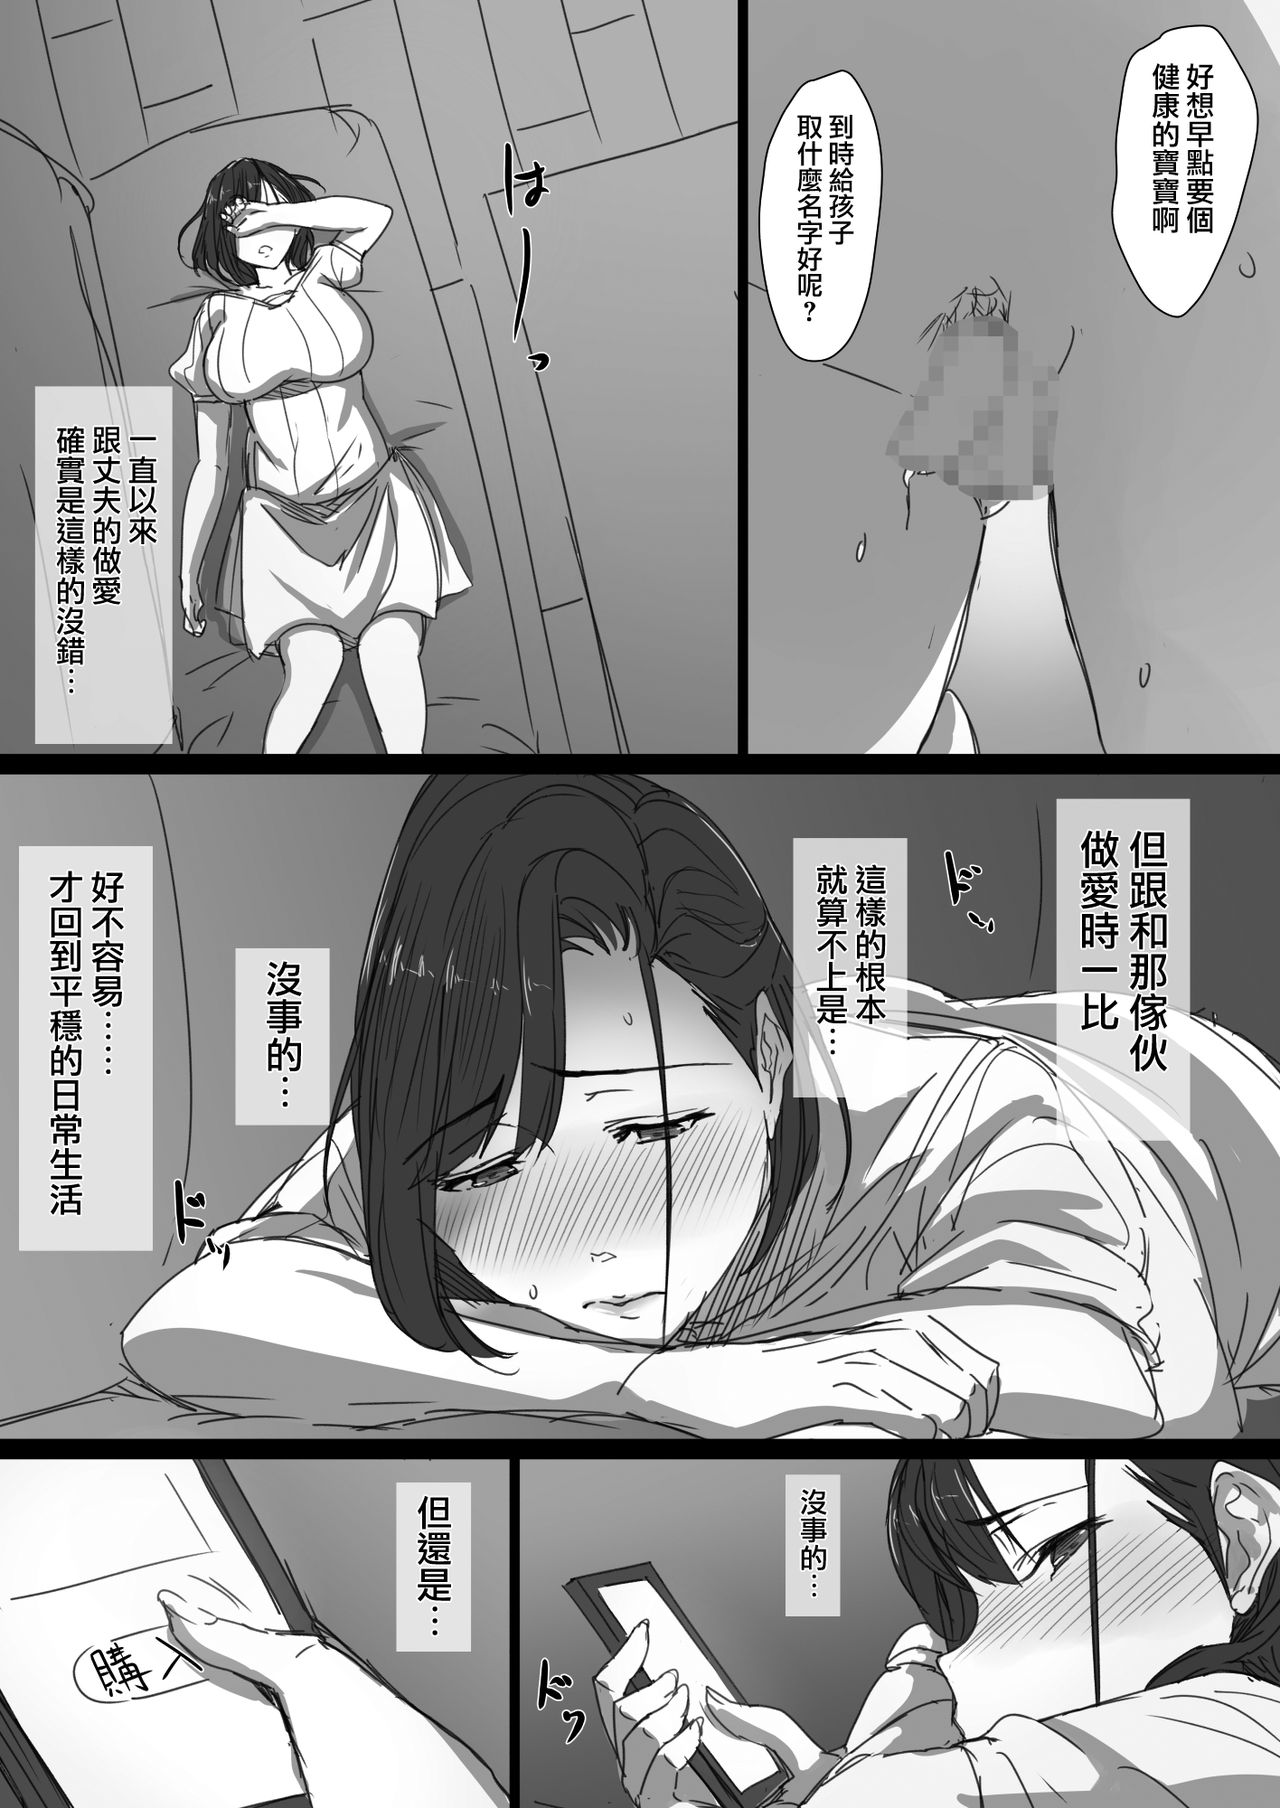 好想早點要個
健康的寶寶啊
到時給孩子
取什麼名字好呢？
はーっ
一直以來
跟丈夫的做愛
確實是這樣的沒錯…
但跟和那傢伙
做愛時一比
這樣的根本
就算不上是…
ドッ
沒事的…
好不容易……
才回到平穩的日常生活
ドッ
沒事的…
ドッ
但還是…
購入